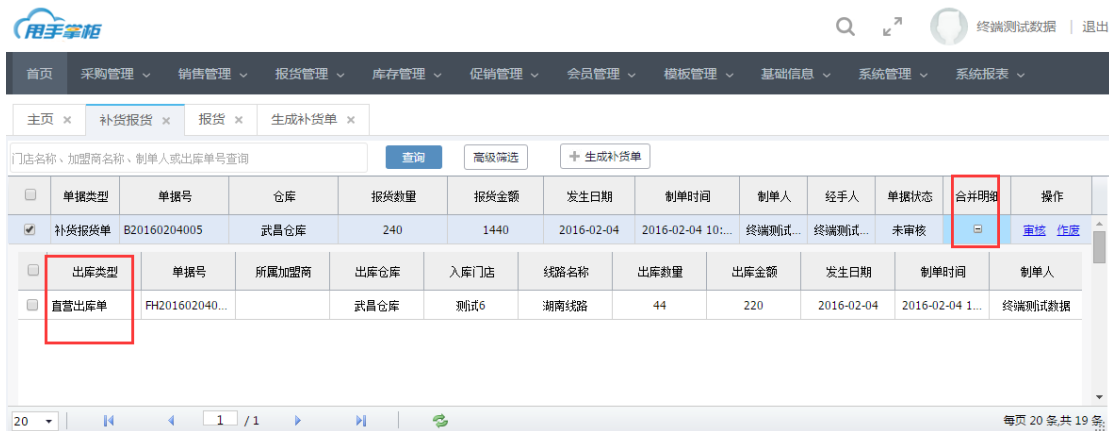 甩手掌柜
终端测试数据 | 退出
首页 采购管理 销售管理 报货管理 库存管理 促销管理 会员管理 模板管理 基础信息 系统管理 系统报表
主页 × 补货报货 × 报货 × 生成补货单 ×
门店名称、加盟商名称、制单人或出库单号查询 查询 高级筛选 + 生成补货单
单据类型 单据号 仓库 报货数量 报货金额 发生日期 制单时间 制单人 经手人 单据状态 合并明细 操作
补货报货单 B20160204005 武昌仓库 240 1440 2016-02-04 2016-02-04 10:... 终端测试... 终端测试... 未审核 审核 作废
出库类型 单据号 所属加盟商 出库仓库 入库门店 线路名称 出库数量 出库金额 发生日期 制单时间 制单人
直营出库单 FH201602040... 武昌仓库 测试6 湖南线路 44 220 2016-02-04 2016-02-04 1... 终端测试数据
20 1 / 1 每页 20 条,共 19 条